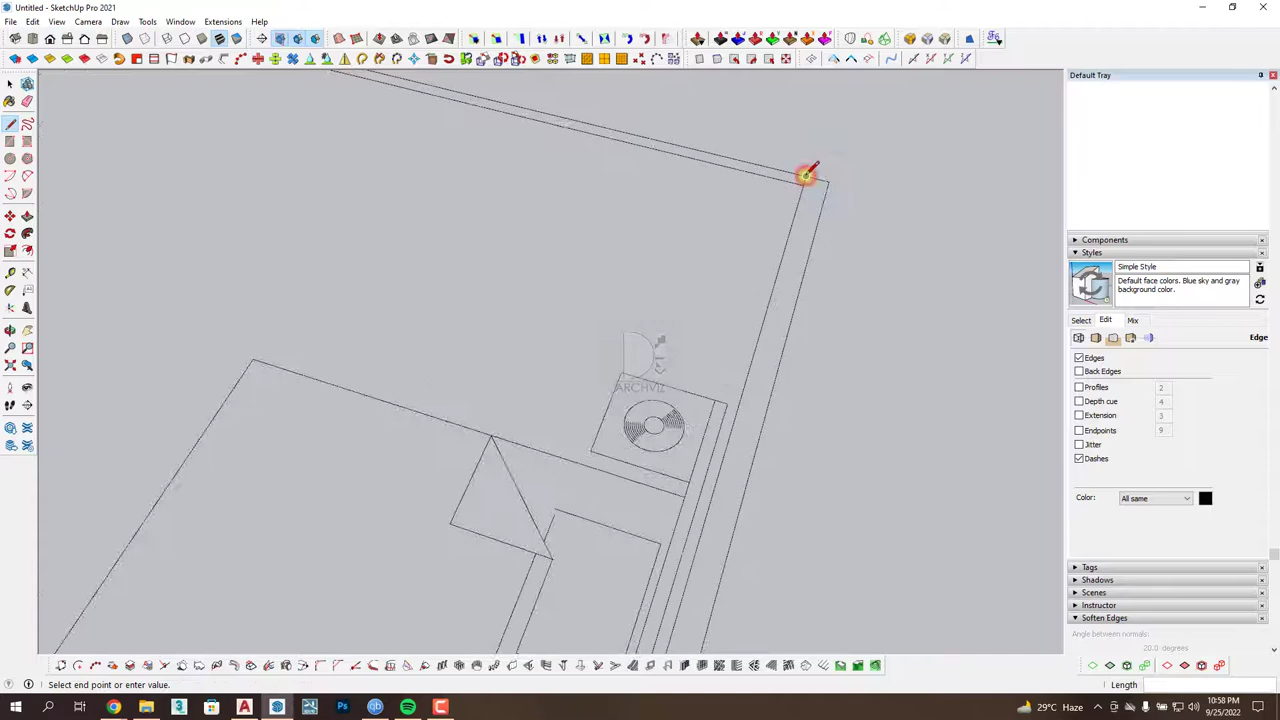 Untitled - SketchUp Pro 2021
File Edit View Camera Draw Tools Window Extensions Help
Default Tray
ARCHVIZ
Components
Styles
Simple Style
Default face colors. Blue sky and gray
background color.
Select Edit Mix
Edge
Edges
Back Edges
Profiles 2
Depth cue 4
Extension 3
Endpoints 9
Jitter
Dashes
Color: All same
Tags
Shadows
Scenes
Instructor
Soften Edges
Angle between normals:
20.0 degrees
Select end point or enter value.
Length
29°C Haze
10:58 PM
9/25/2022